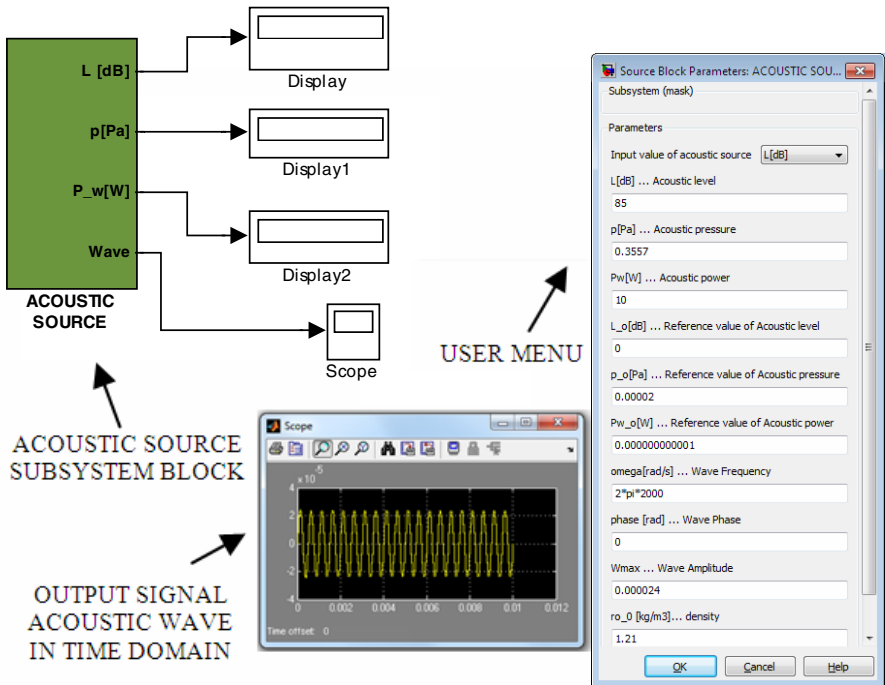 L [dB]
p[Pa]
P_w[W]
Wave
ACOUSTIC
SOURCE
Display
Display1
Display2
Scope
ACOUSTIC SOURCE
SUBSYSTEM BLOCK
USER MENU
OUTPUT SIGNAL
ACOUSTIC WAVE
IN TIME DOMAIN
Scope
x 10
-5
4
2
0
-2
-4
0
0.002
0.004
0.006
0.008
0.01
0.012
Time offset: 0
Source Block Parameters: ACOUSTIC SOU...
Subsystem (mask)
Parameters
Input value of acoustic source L[dB]
L[dB] ... Acoustic level
85
p[Pa] ... Acoustic pressure
0.3557
Pw[W] ... Acoustic power
10
L_o[dB] ... Reference value of Acoustic level
0
p_o[Pa] ... Reference value of Acoustic pressure
0.00002
Pw_o[W] ... Reference value of Acoustic power
0.000000000001
omega[rad/s] ... Wave Frequency
2*pi*2000
phase [rad] ... Wave Phase
0
Wmax ... Wave Amplitude
0.000024
ro_0 [kg/m3]... density
1.21
OK
Cancel
Help